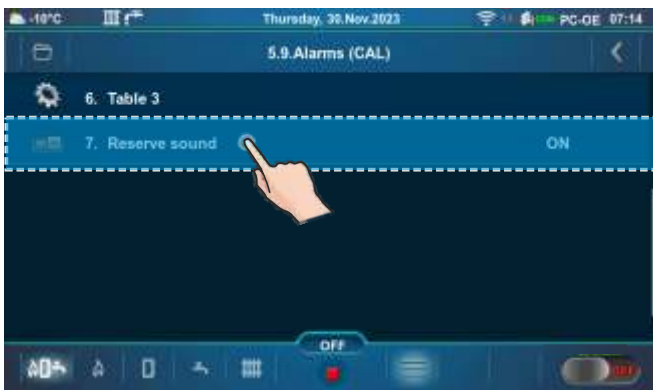 -10°C Thursday, 30.Nov.2023 PC-OE 07:14
5.9.Alarms (CAL)
6. Table 3
7. Reserve sound ON
OFF
OFF